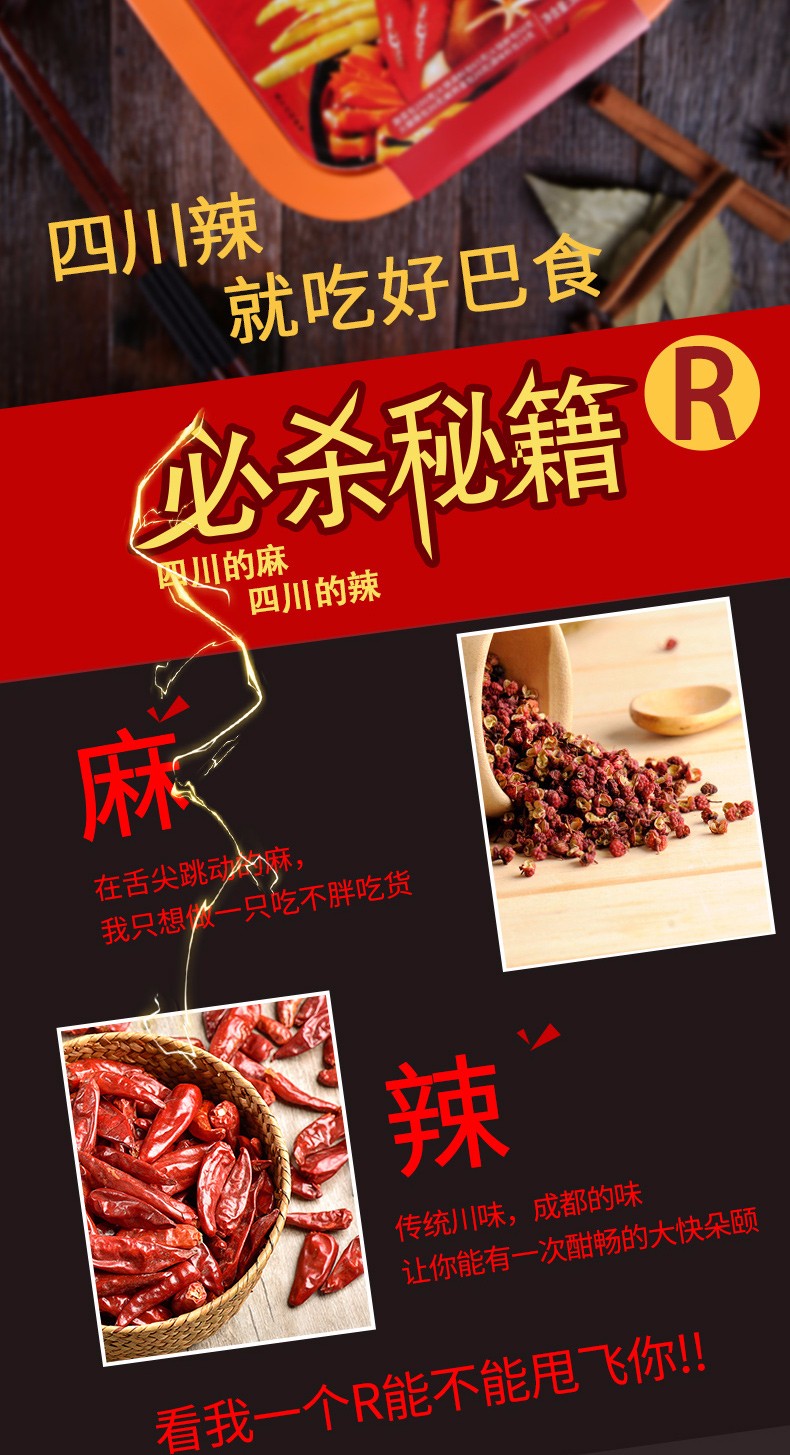 四川辣
就吃好巴食
必杀秘籍
R
四川的麻
四川的辣
麻
在舌尖跳动的麻，
我只想做一只吃不胖吃货
辣
传统川味，成都的味
让你能有一次酣畅的大快朵颐
看我一个R能不能甩飞你!!